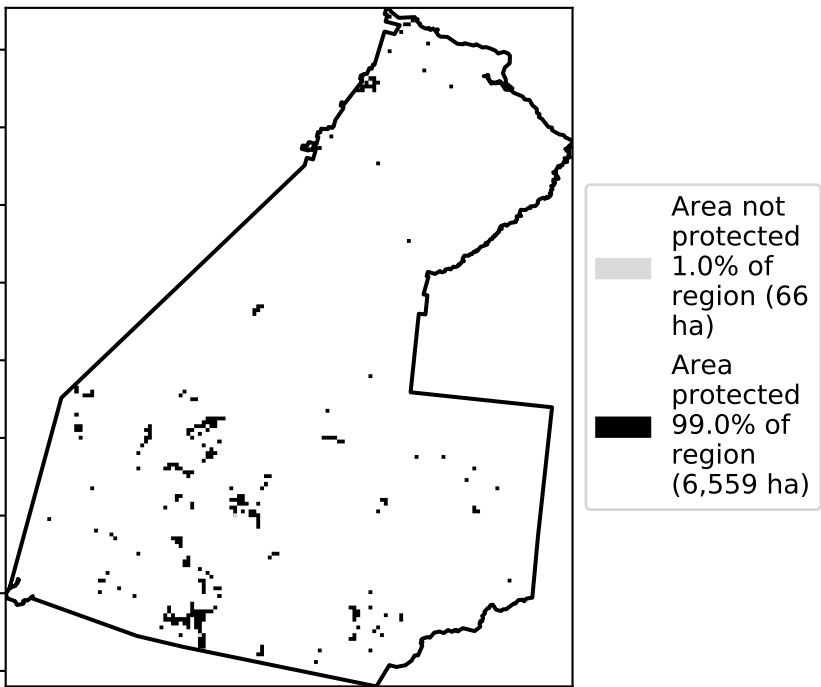 Area not
protected
1.0% of
region (66
ha)
Area
protected
99.0% of
region
(6,559 ha)